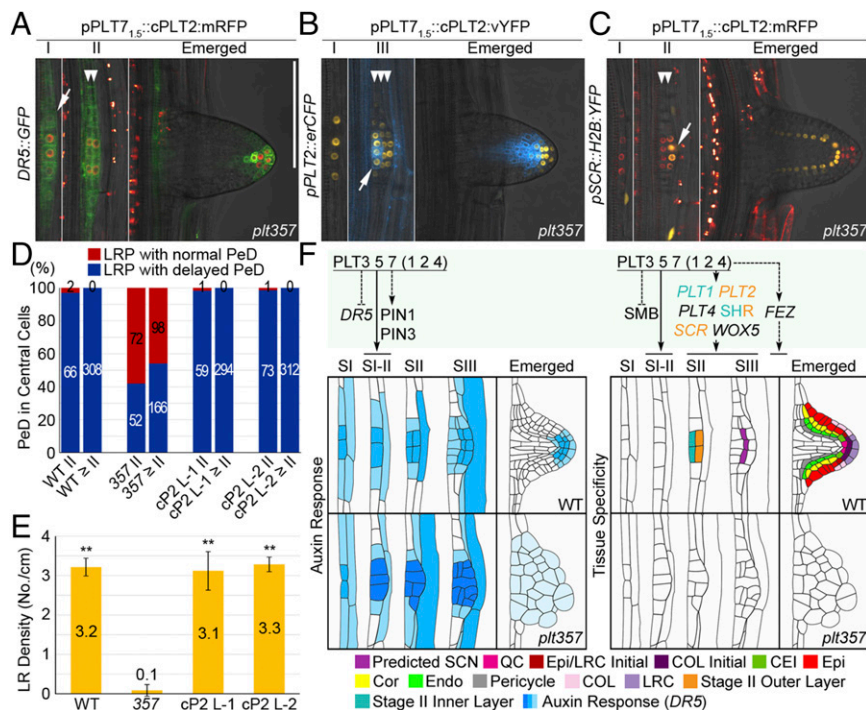 A
pPLT7₁.₅::cPLT2:mRFP
I
II
Emerged
DR5::GFP
plt357
B
pPLT7₁.₅::cPLT2:vYFP
I
III
Emerged
pPLT2::erCFP
plt357
C
pPLT7₁.₅::cPLT2:mRFP
I
II
Emerged
pSCR::H2B:YFP
plt357
D
(%)
LRP with normal PeD
LRP with delayed PeD
PeD in Central Cells
100
80
60
40
20
0
2
0
72
98
1
0
1
0
66
308
52
166
59
294
73
312
WT II
WT ≥ II
357 II
357 ≥ II
cP2 L-1 II
cP2 L-1 ≥ II
cP2 L-2 II
cP2 L-2 ≥ II
E
LR Density (No./cm)
4
3
2
1
0
**
**
**
3.2
0.1
3.1
3.3
WT
357
cP2 L-1
cP2 L-2
F
PLT3 5 7 (1 2 4)
DR5
PIN1
PIN3
SI
SI-II
SII
SIII
Emerged
Auxin Response
WT
plt357
PLT3 5 7 (1 2 4)
SMB
PLT1 PLT2
PLT4 SHR
SCR WOX5
FEZ
SI
SI-II
SII
SIII
Emerged
Tissue Specificity
WT
plt357
Predicted SCN
QC
Epi/LRC Initial
COL Initial
CEI
Epi
Cor
Endo
Pericycle
COL
LRC
Stage II Outer Layer
Stage II Inner Layer
Auxin Response (DR5)